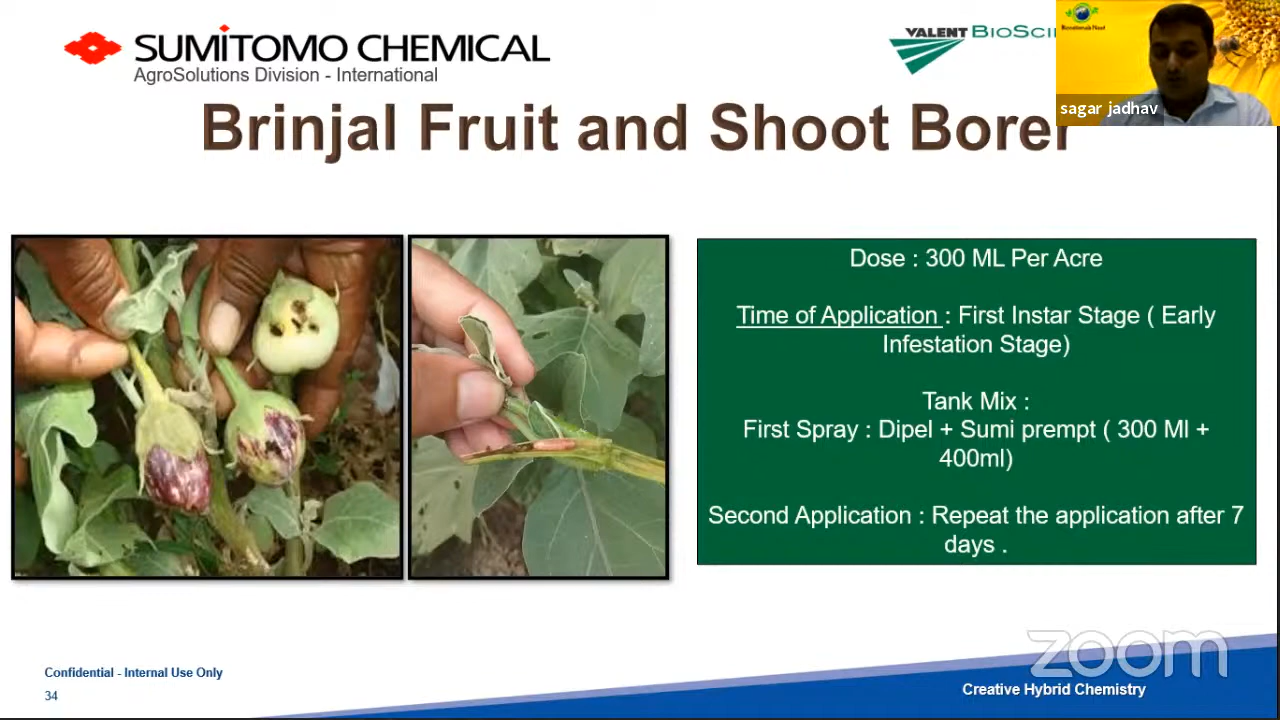 SUMITOMO CHEMICAL
AgroSolutions Division - International
VALENT
sagar jadhav
Brinjal Fruit and Shoot Borer
Dose : 300 ML Per Acre
Time of Application : First Instar Stage ( Early
Infestation Stage)
Tank Mix :
First Spray : Dipel + Sumi prempt ( 300 Ml +
400ml)
Second Application : Repeat the application after 7
days .
zoom
Confidential - Internal Use Only
34
Creative Hybrid Chemistry